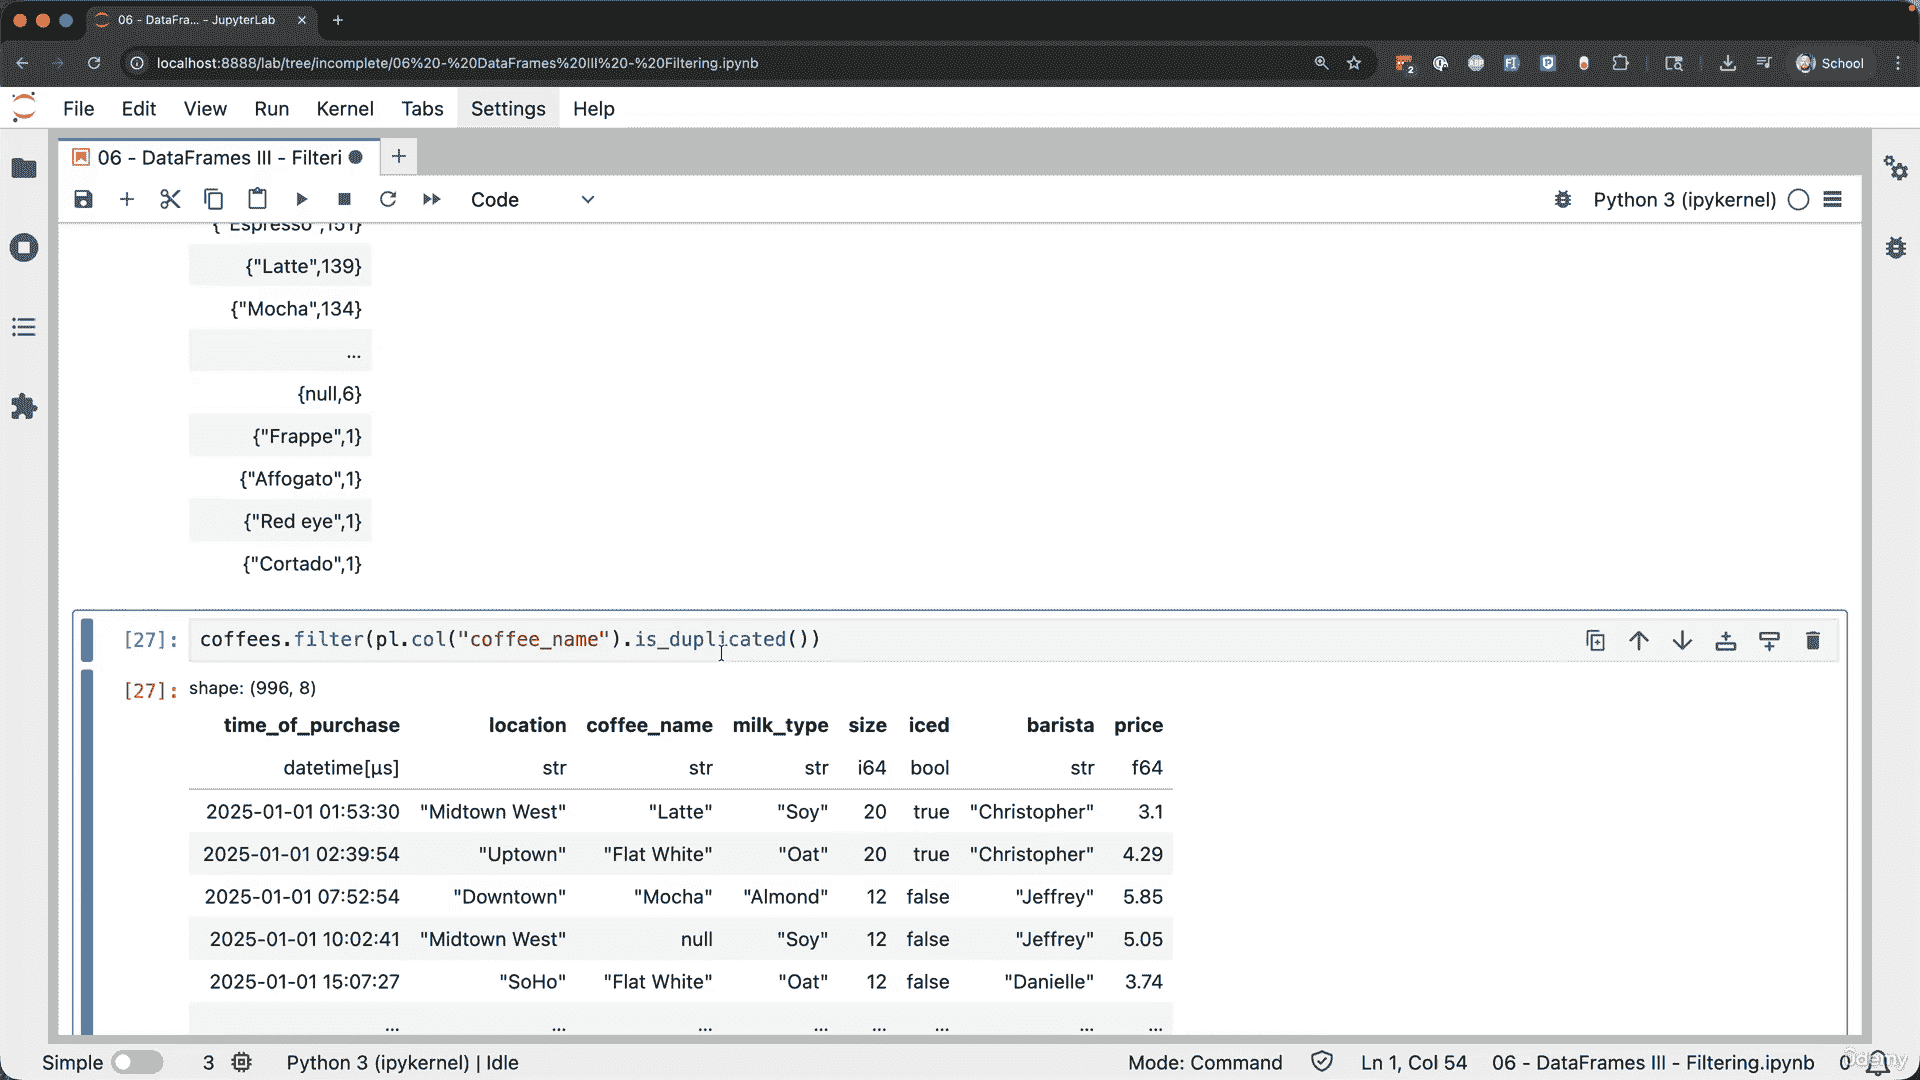 06 - DataFra... - JupyterLab
localhost:8888/lab/tree/incomplete/06%20-%20DataFrames%20III%20-%20Filtering.ipynb
2
School
File Edit View Run Kernel Tabs Settings Help
06 - DataFrames III - Filteri
Code
Python 3 (ipykernel)
{"Espresso",151}
{"Latte",139}
{"Mocha",134}
...
{null,6}
{"Frappe",1}
{"Affogato",1}
{"Red eye",1}
{"Cortado",1}
[27]: coffees.filter(pl.col("coffee_name").is_duplicated())
[27]: shape: (996, 8)
time_of_purchase location coffee_name milk_type size iced barista price
datetime[μs] str str str i64 bool str f64
2025-01-01 01:53:30 "Midtown West" "Latte" "Soy" 20 true "Christopher" 3.1
2025-01-01 02:39:54 "Uptown" "Flat White" "Oat" 20 true "Christopher" 4.29
2025-01-01 07:52:54 "Downtown" "Mocha" "Almond" 12 false "Jeffrey" 5.85
2025-01-01 10:02:41 "Midtown West" null "Soy" 12 false "Jeffrey" 5.05
2025-01-01 15:07:27 "SoHo" "Flat White" "Oat" 12 false "Danielle" 3.74
... ... ... ... ... ... ... ...
Simple 3 Python 3 (ipykernel) | Idle Mode: Command Ln 1, Col 54 06 - DataFrames III - Filtering.ipynb 0
Udemy